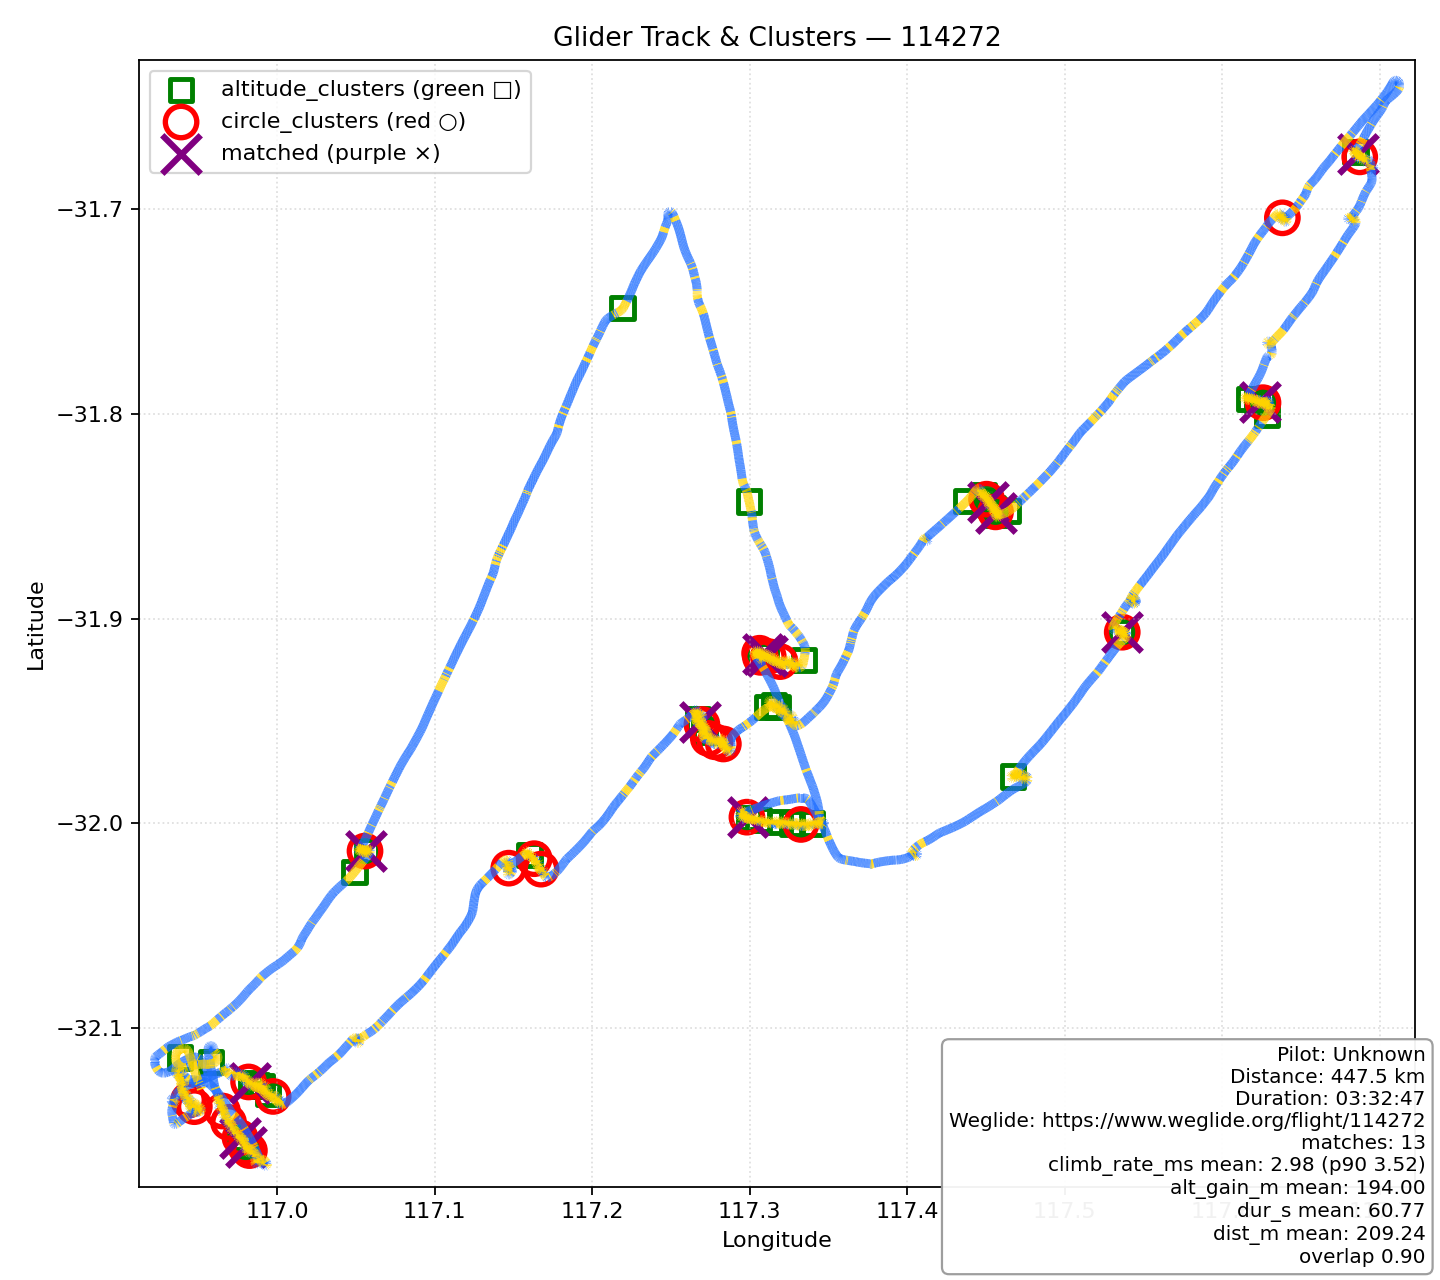 Glider Track & Clusters — 114272
altitude_clusters (green □)
circle_clusters (red ○)
matched (purple ×)
Latitude
−31.7
−31.8
−31.9
−32.0
−32.1
117.0 117.1 117.2 117.3 117.4 117.5
Longitude
Pilot: Unknown
Distance: 447.5 km
Duration: 03:32:47
Weglide: https://www.weglide.org/flight/114272
matches: 13
climb_rate_ms mean: 2.98 (p90 3.52)
alt_gain_m mean: 194.00
dur_s mean: 60.77
dist_m mean: 209.24
overlap 0.90